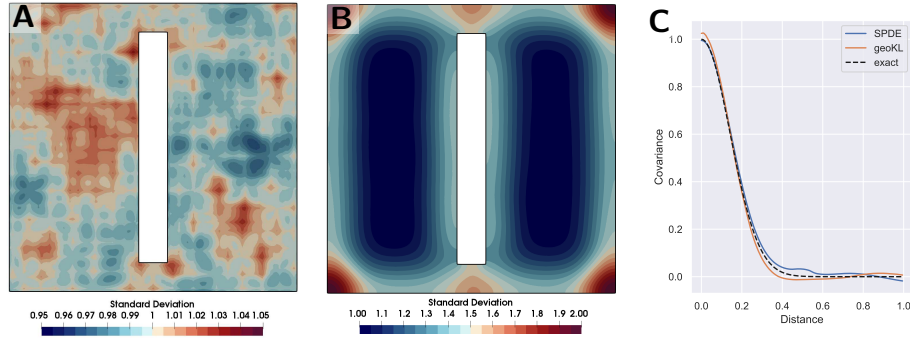 A
Standard Deviation
0.95 0.96 0.97 0.98 0.99 1 1.01 1.02 1.03 1.04 1.05
B
Standard Deviation
1.00 1.1 1.2 1.3 1.4 1.5 1.6 1.7 1.8 1.9 2.00
C
SPDE
geoKL
exact
Covariance
1.0
0.8
0.6
0.4
0.2
0.0
0.0 0.2 0.4 0.6 0.8 1.0
Distance